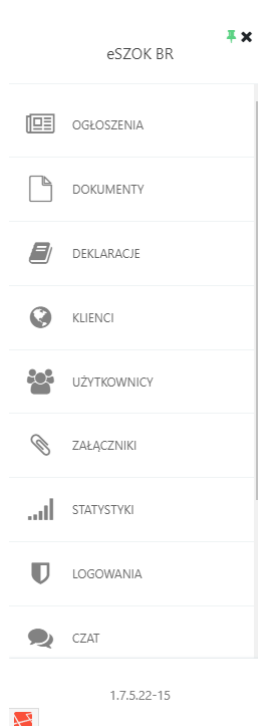 eSZOK BR
OGŁOSZENIA
DOKUMENTY
DEKLARACJE
KLIENCI
UŻYTKOWNICY
ZAŁĄCZNIKI
STATYSTYKI
LOGOWANIA
CZAT
1.7.5.22-15